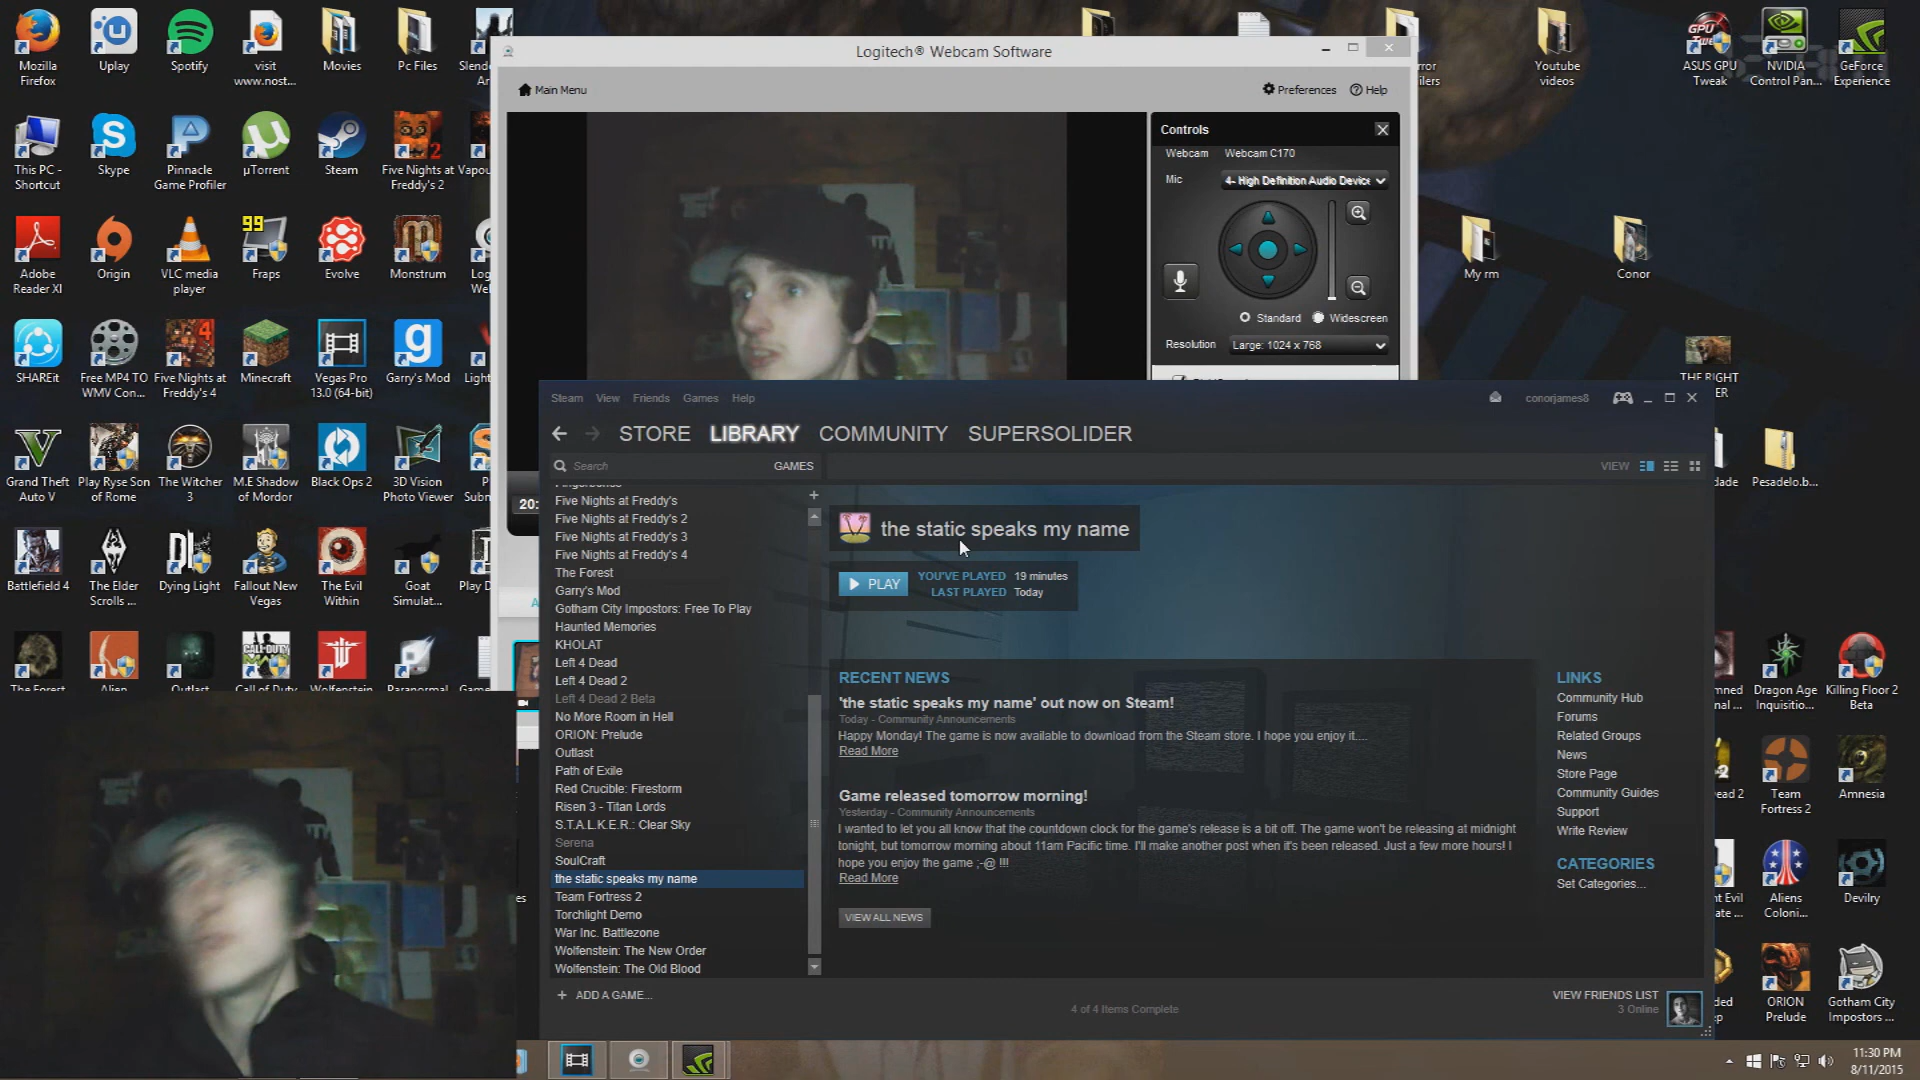 Mozilla
Firefox
Uplay
Spotify
visit
www.nost...
Movies
Pc Files
This PC -
Shortcut
Skype
Pinnacle
Game Profiler
µTorrent
Steam
Five Nights at
Freddy's 2
Adobe
Reader XI
Origin
VLC media
player
99
Fraps
Evolve
Monstrum
SHAREit
Free MP4 TO
WMV Con...
4
Five Nights at
Freddy's 4
Minecraft
Vegas Pro
13.0 (64-bit)
Garry's Mod
Grand Theft
Auto V
Play Ryse Son
of Rome
The Witcher
3
M.E Shadow
of Mordor
Black Ops 2
3D Vision
Photo Viewer
Battlefield 4
The Elder
Scrolls ...
Dying Light
Fallout New
Vegas
The Evil
Within
Goat
Simulat...
The Forest
Alien
Outlast
Call of Duty
Wolfenstein
Paranormal
Logitech® Webcam Software
Main Menu
Preferences
Help
Controls
Webcam Webcam C170
Mic 4- High Definition Audio Device
Standard Widescreen
Resolution Large: 1024 x 768
20:
Youtube
videos
ASUS GPU
Tweak
NVIDIA
Control Pan...
GeForce
Experience
My rm
Conor
THE RIGHT
Pesadelo.b...
Dragon Age
Inquisitio...
Killing Floor 2
Beta
Team
Fortress 2
Amnesia
Aliens
Coloni...
Devilry
ORION
Prelude
Gotham City
Impostors ...
Steam View Friends Games Help
conorjames8
STORE LIBRARY COMMUNITY SUPERSOLIDER
Search GAMES
VIEW
Five Nights at Freddy's
Five Nights at Freddy's 2
Five Nights at Freddy's 3
Five Nights at Freddy's 4
The Forest
Garry's Mod
Gotham City Impostors: Free To Play
Haunted Memories
KHOLAT
Left 4 Dead
Left 4 Dead 2
Left 4 Dead 2 Beta
No More Room in Hell
ORION: Prelude
Outlast
Path of Exile
Red Crucible: Firestorm
Risen 3 - Titan Lords
S.T.A.L.K.E.R.: Clear Sky
Serena
SoulCraft
the static speaks my name
Team Fortress 2
Torchlight Demo
War Inc. Battlezone
Wolfenstein: The New Order
Wolfenstein: The Old Blood
+ ADD A GAME...
the static speaks my name
PLAY
YOU'VE PLAYED 19 minutes
LAST PLAYED Today
RECENT NEWS
'the static speaks my name' out now on Steam!
Today - Community Announcements
Happy Monday! The game is now available to download from the Steam store. I hope you enjoy it....
Read More
Game released tomorrow morning!
Yesterday - Community Announcements
I wanted to let you all know that the countdown clock for the game's release is a bit off. The game won't be releasing at midnight
tonight, but tomorrow morning about 11am Pacific time. I'll make another post when it's been released. Just a few more hours! I
hope you enjoy the game ;-@ !!!
Read More
VIEW ALL NEWS
LINKS
Community Hub
Forums
Related Groups
News
Store Page
Community Guides
Support
Write Review
CATEGORIES
Set Categories...
4 of 4 Items Complete
VIEW FRIENDS LIST
3 Online
11:30 PM
8/11/2015